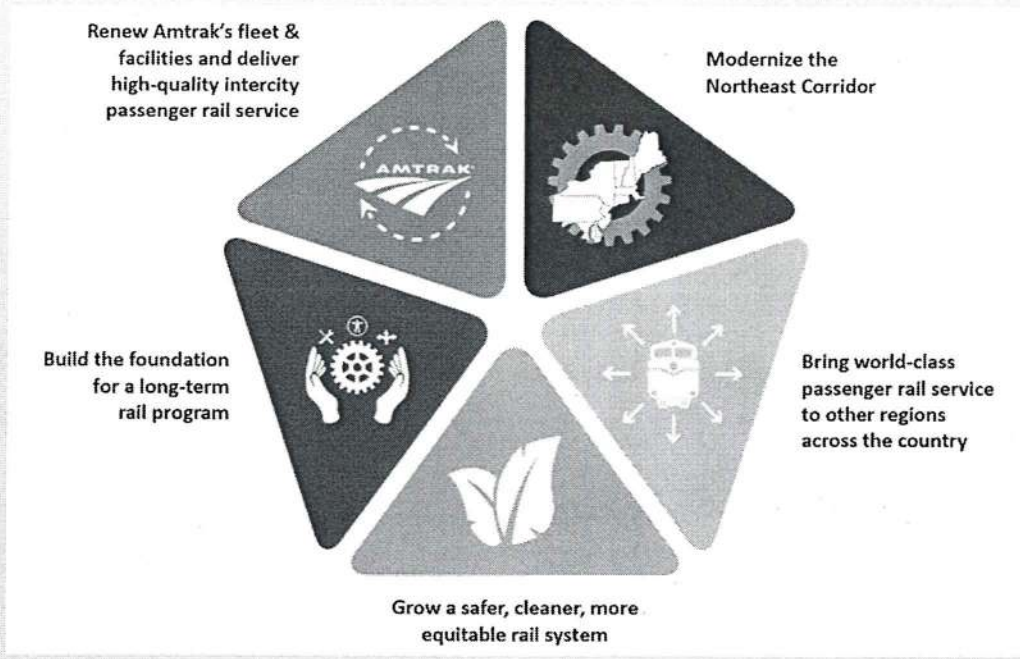 Renew Amtrak's fleet &
facilities and deliver
high-quality intercity
passenger rail service
AMTRAK
Modernize the
Northeast Corridor
Build the foundation
for a long-term
rail program
Bring world-class
passenger rail service
to other regions
across the country
Grow a safer, cleaner, more
equitable rail system